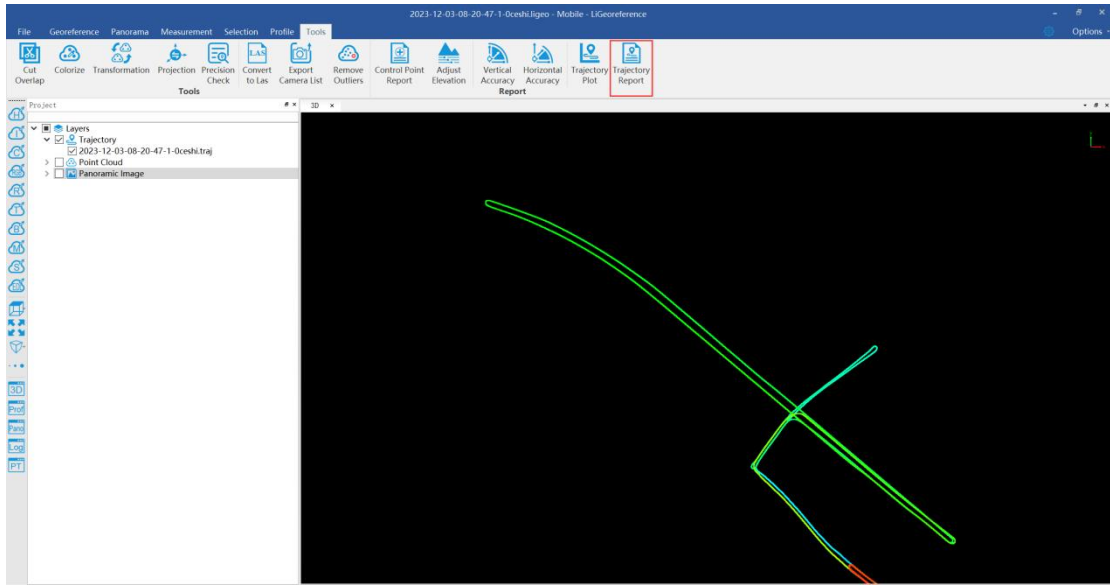 2023-12-03-08-20-47-1-0ceshi.ligeo - Mobile - LiGeoreference
File Georeference Panorama Measurement Selection Profile Tools Options
Cut Overlap
Colorize
Transformation
Projection
Precision Check
Convert to Las
Export Camera List
Remove Outliers
Control Point Report
Adjust Elevation
Vertical Accuracy
Horizontal Accuracy
Trajectory Plot
Trajectory Report
LAS
Tools
Report
Project
3D
Layers
Trajectory
2023-12-03-08-20-47-1-0ceshi.traj
Point Cloud
Panoramic Image
H
I
C
R
T
B
M
S
3D
Prof
Pano
Log
PT